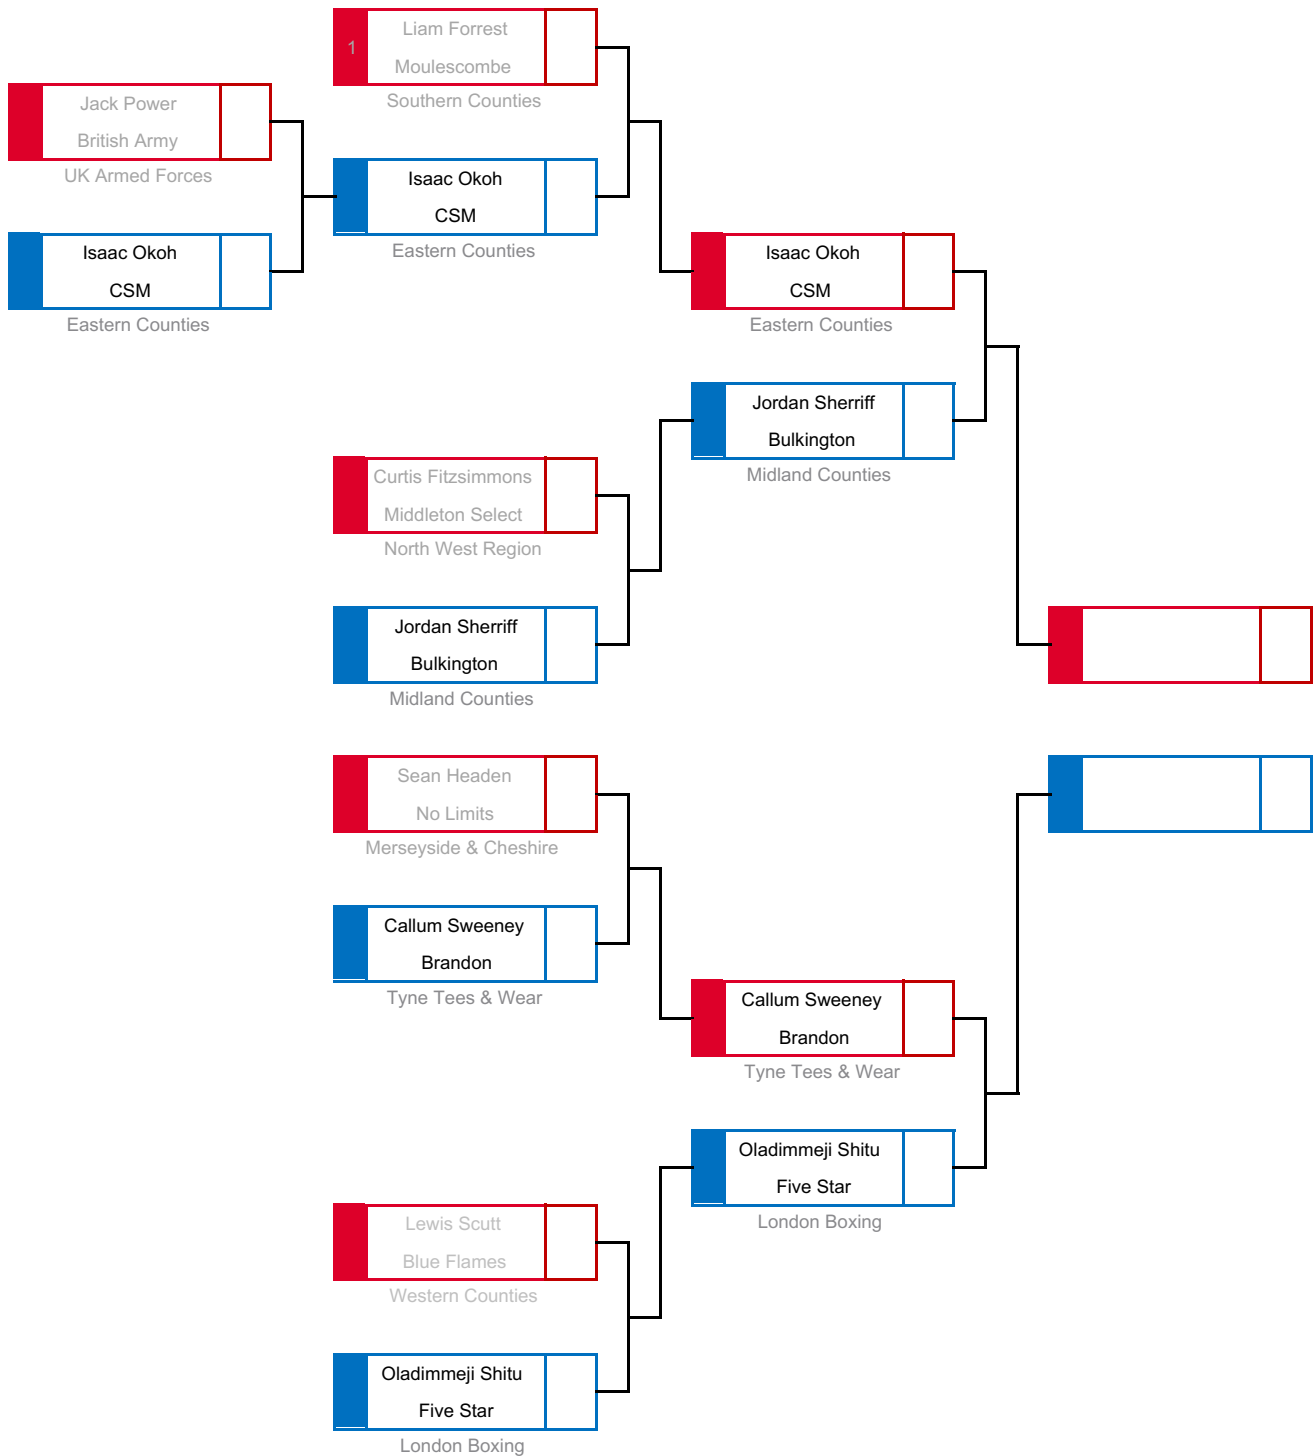 1
Liam Forrest
Moulescombe
Southern Counties
Jack Power
British Army
UK Armed Forces
Isaac Okoh
CSM
Eastern Counties
Isaac Okoh
CSM
Eastern Counties
Isaac Okoh
CSM
Eastern Counties
Jordan Sherriff
Bulkington
Midland Counties
Curtis Fitzsimmons
Middleton Select
North West Region
Jordan Sherriff
Bulkington
Midland Counties
Sean Headen
No Limits
Merseyside & Cheshire
Callum Sweeney
Brandon
Tyne Tees & Wear
Callum Sweeney
Brandon
Tyne Tees & Wear
Oladimmeji Shitu
Five Star
London Boxing
Lewis Scutt
Blue Flames
Western Counties
Oladimmeji Shitu
Five Star
London Boxing